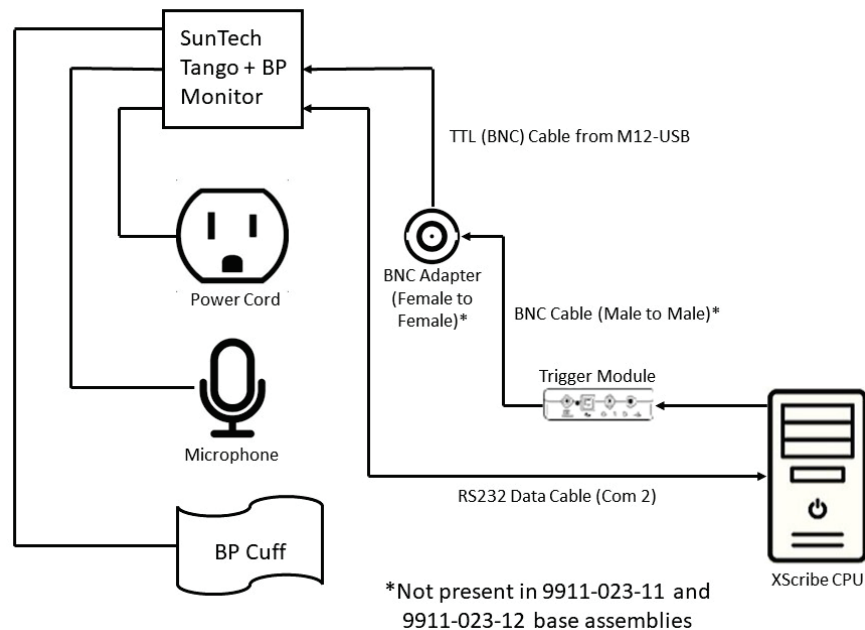 SunTech
Tango + BP
Monitor
TTL (BNC) Cable from M12-USB
Power Cord
BNC Adapter
(Female to
Female)*
BNC Cable (Male to Male)*
Trigger Module
Microphone
RS232 Data Cable (Com 2)
BP Cuff
XScribe CPU
*Not present in 9911-023-11 and
9911-023-12 base assemblies